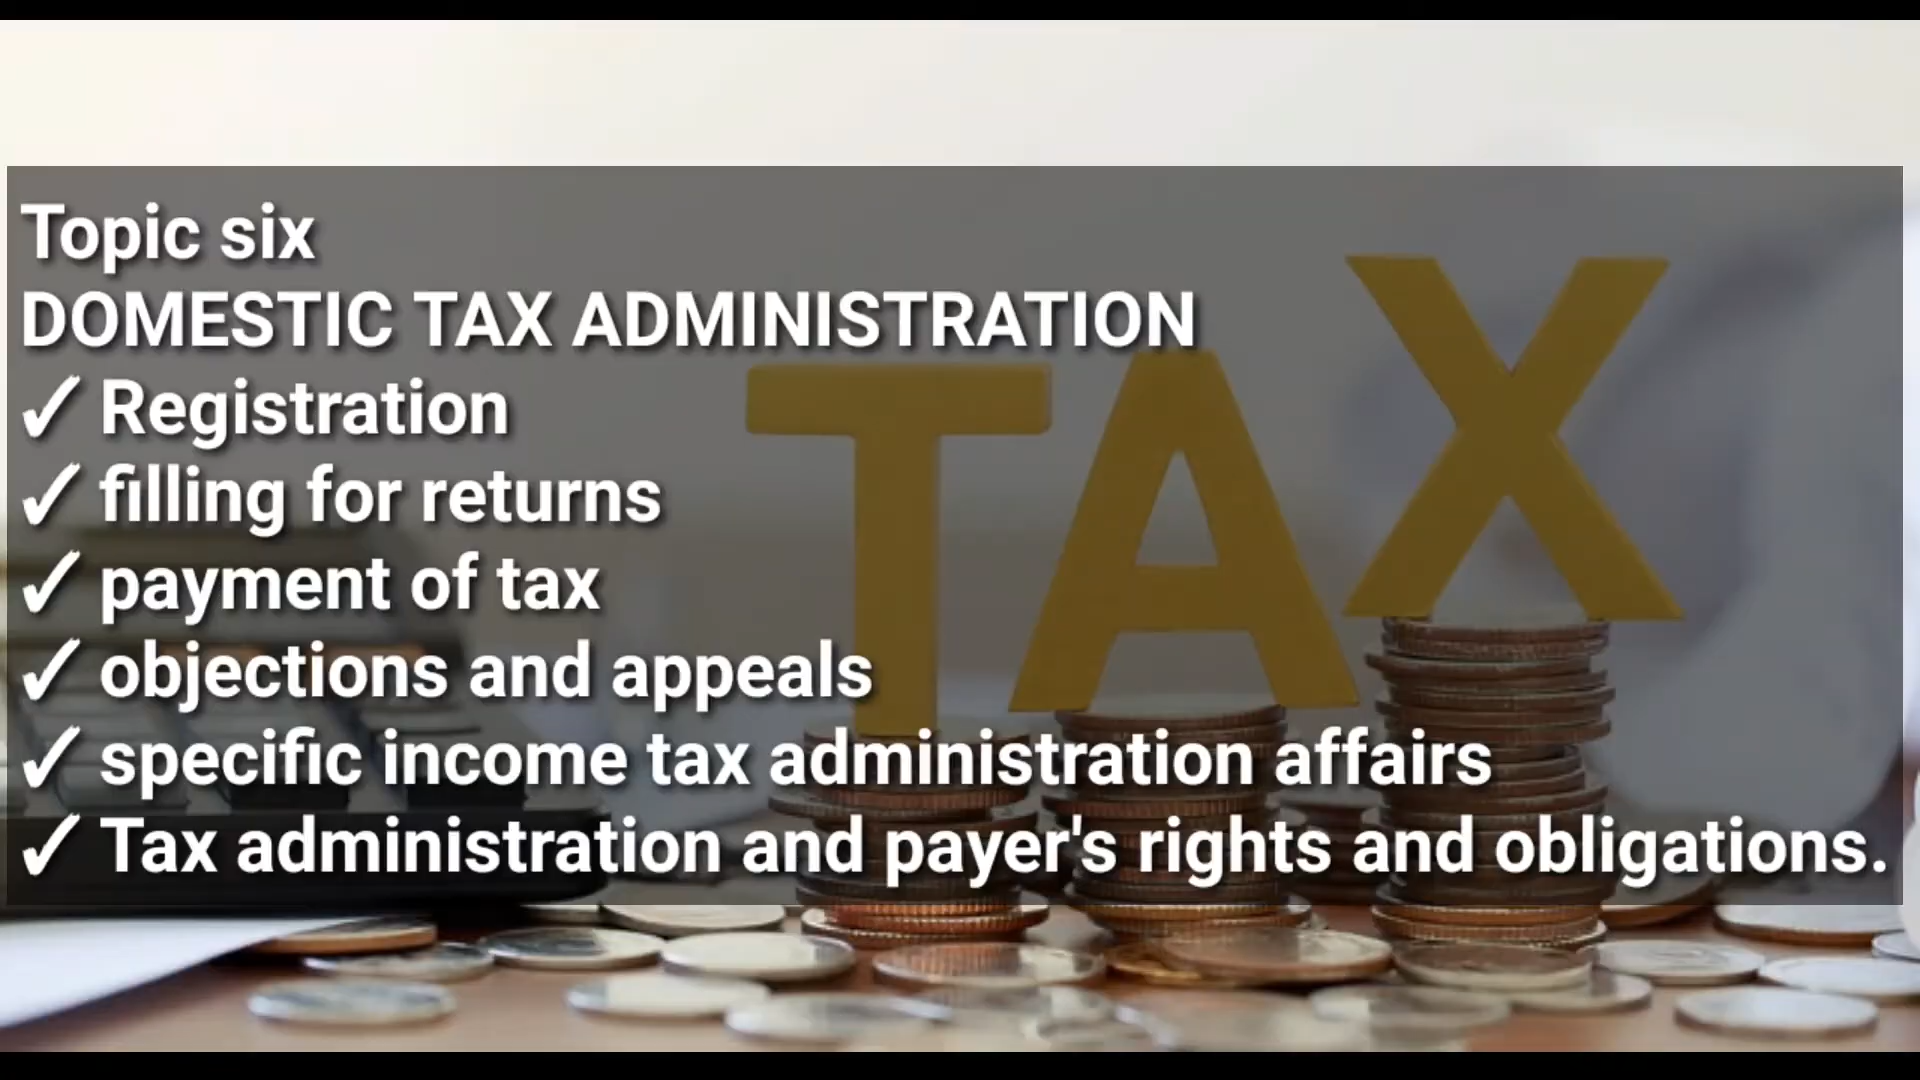 Topic six
DOMESTIC TAX ADMINISTRATION
✓ Registration
✓ filling for returns
✓ payment of tax
✓ objections and appeals
✓ specific income tax administration affairs
✓ Tax administration and payer's rights and obligations.
TAX